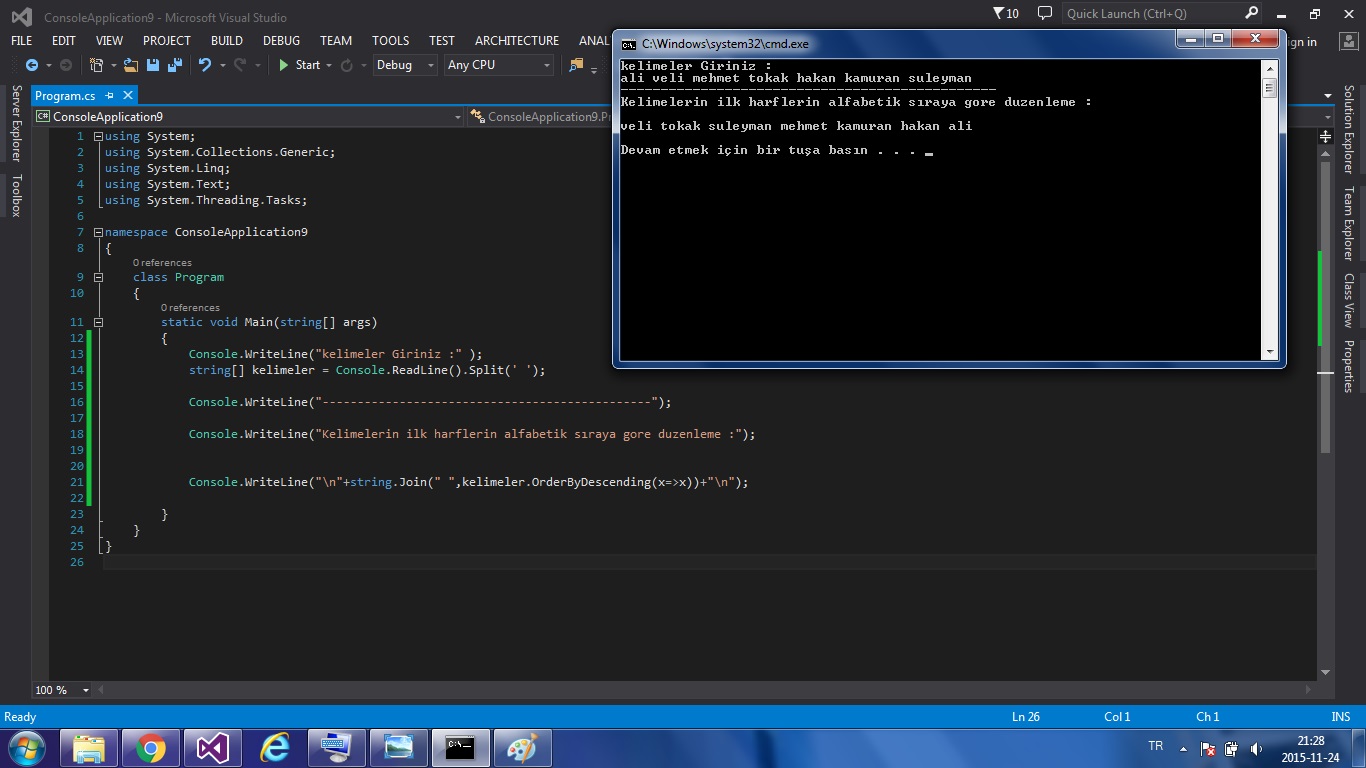 ConsoleApplication9 - Microsoft Visual Studio
10
Quick Launch (Ctrl+Q)
FILE EDIT VIEW PROJECT BUILD DEBUG TEAM TOOLS TEST ARCHITECTURE ANAL
gn in
Start Debug Any CPU
Program.cs
ConsoleApplication9
ConsoleApplication9.Pr
Server Explorer
Toolbox
1 using System;
2 using System.Collections.Generic;
3 using System.Linq;
4 using System.Text;
5 using System.Threading.Tasks;
6
7 namespace ConsoleApplication9
8 {
0 references
9 class Program
10 {
0 references
11 static void Main(string[] args)
12 {
13 Console.WriteLine("kelimeler Giriniz :" );
14 string[] kelimeler = Console.ReadLine().Split(' ');
15
16 Console.WriteLine("-----------------------------------------------");
17
18 Console.WriteLine("Kelimelerin ilk harflerin alfabetik sıraya gore duzenleme :");
19
20
21 Console.WriteLine("\n"+string.Join(" ",kelimeler.OrderByDescending(x=>x))+"\n");
22
23 }
24 }
25 }
26
C:\Windows\system32\cmd.exe
kelimeler Giriniz :
ali veli mehmet tokak hakan kamuran suleyman
-----------------------------------------------
Kelimelerin ilk harflerin alfabetik sıraya gore duzenleme :
veli tokak suleyman mehmet kamuran hakan ali
Devam etmek için bir tuşa basın . . . _
Solution Explorer
Team Explorer
Class View
Properties
100 %
Ready
Ln 26 Col 1 Ch 1 INS
TR
21:28
2015-11-24